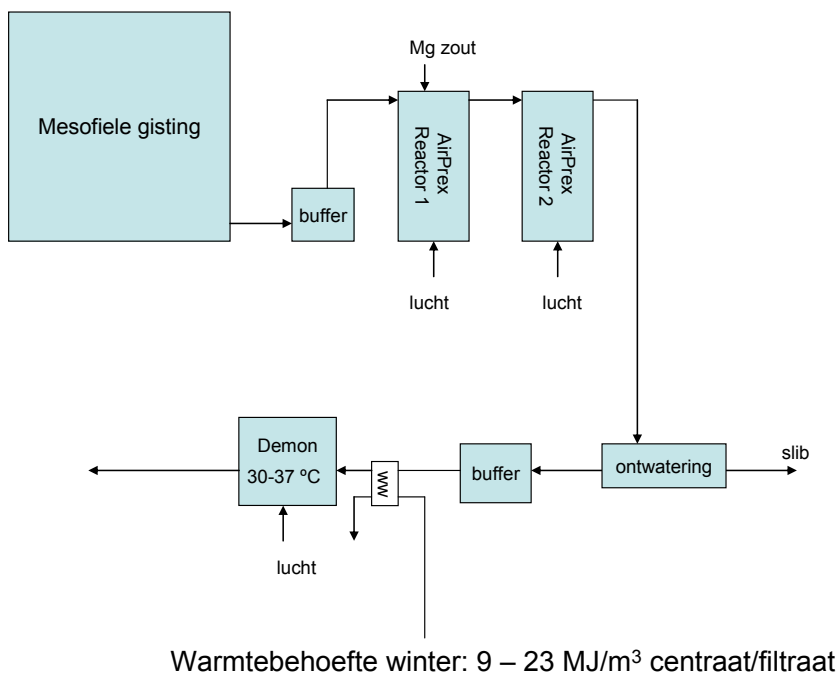 Mg zout
Mesofiele gisting
buffer
AirPrex
Reactor 1
AirPrex
Reactor 2
lucht
lucht
Demon
30-37 ºC
WW
buffer
ontwatering
slib
lucht
Warmtebehoefte winter: 9 – 23 MJ/m³ centraat/filtraat